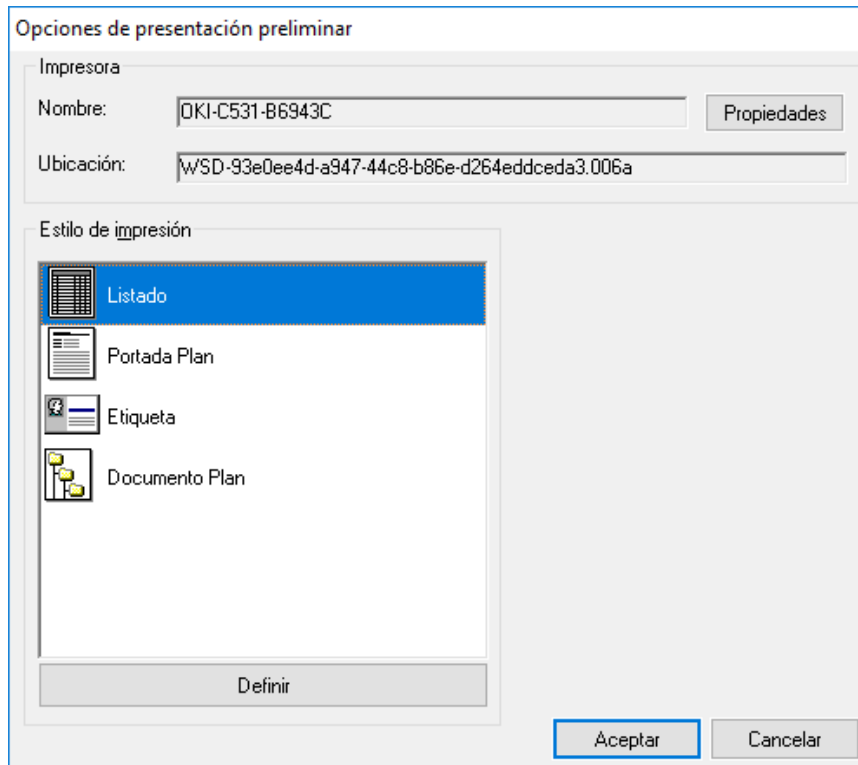 Opciones de presentación preliminar
Impresora
Nombre:
OKI-C531-B6943C
Propiedades
Ubicación:
WSD-93e0ee4d-a947-44c8-b86e-d264eddceda3.006a
Estilo de impresión
Listado
Portada Plan
Etiqueta
Documento Plan
Definir
Aceptar
Cancelar